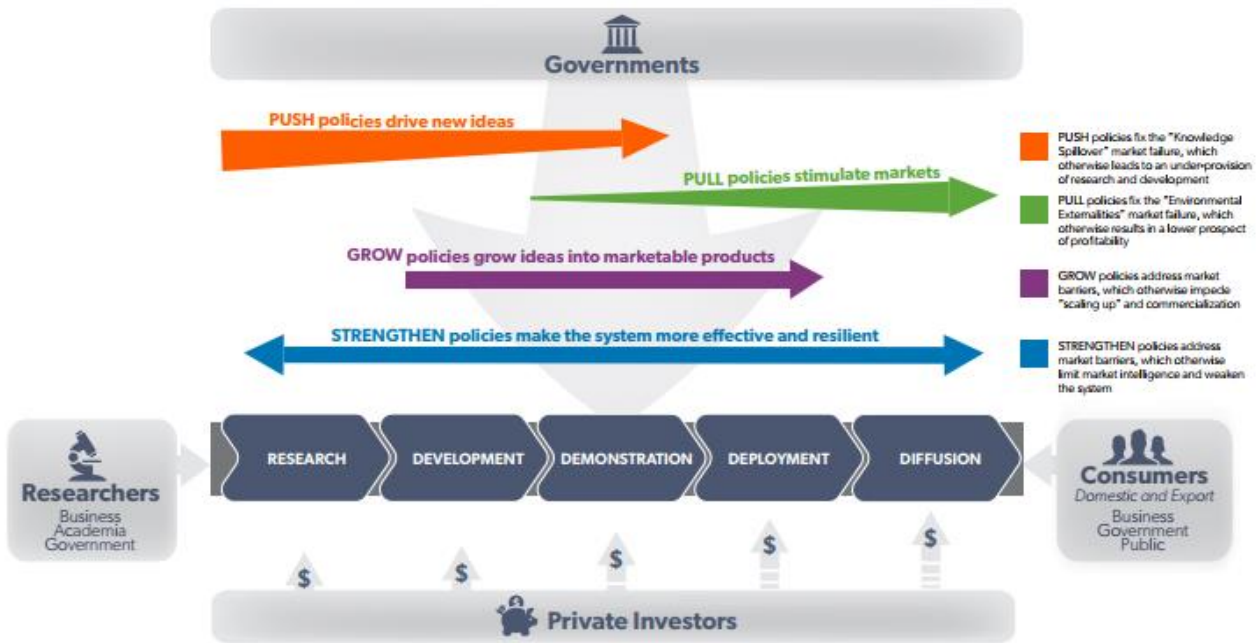 Governments
PUSH policies drive new ideas
PULL policies stimulate markets
GROW policies grow ideas into marketable products
STRENGTHEN policies make the system more effective and resilient
PUSH policies fix the "Knowledge
Spillover" market failure, which
otherwise leads to an under-provision
of research and development
PULL policies fix the "Environmental
Externalities" market failure, which
otherwise results in a lower prospect
of profitability
GROW policies address market
barriers, which otherwise impede
"scaling up" and commercialization
STRENGTHEN policies address
market barriers, which otherwise
limit market intelligence and weaken
the system
Researchers
Business
Academia
Government
RESEARCH
DEVELOPMENT
DEMONSTRATION
DEPLOYMENT
DIFFUSION
Consumers
Domestic and Export
Business
Government
Public
$
$
$
$
$
Private Investors